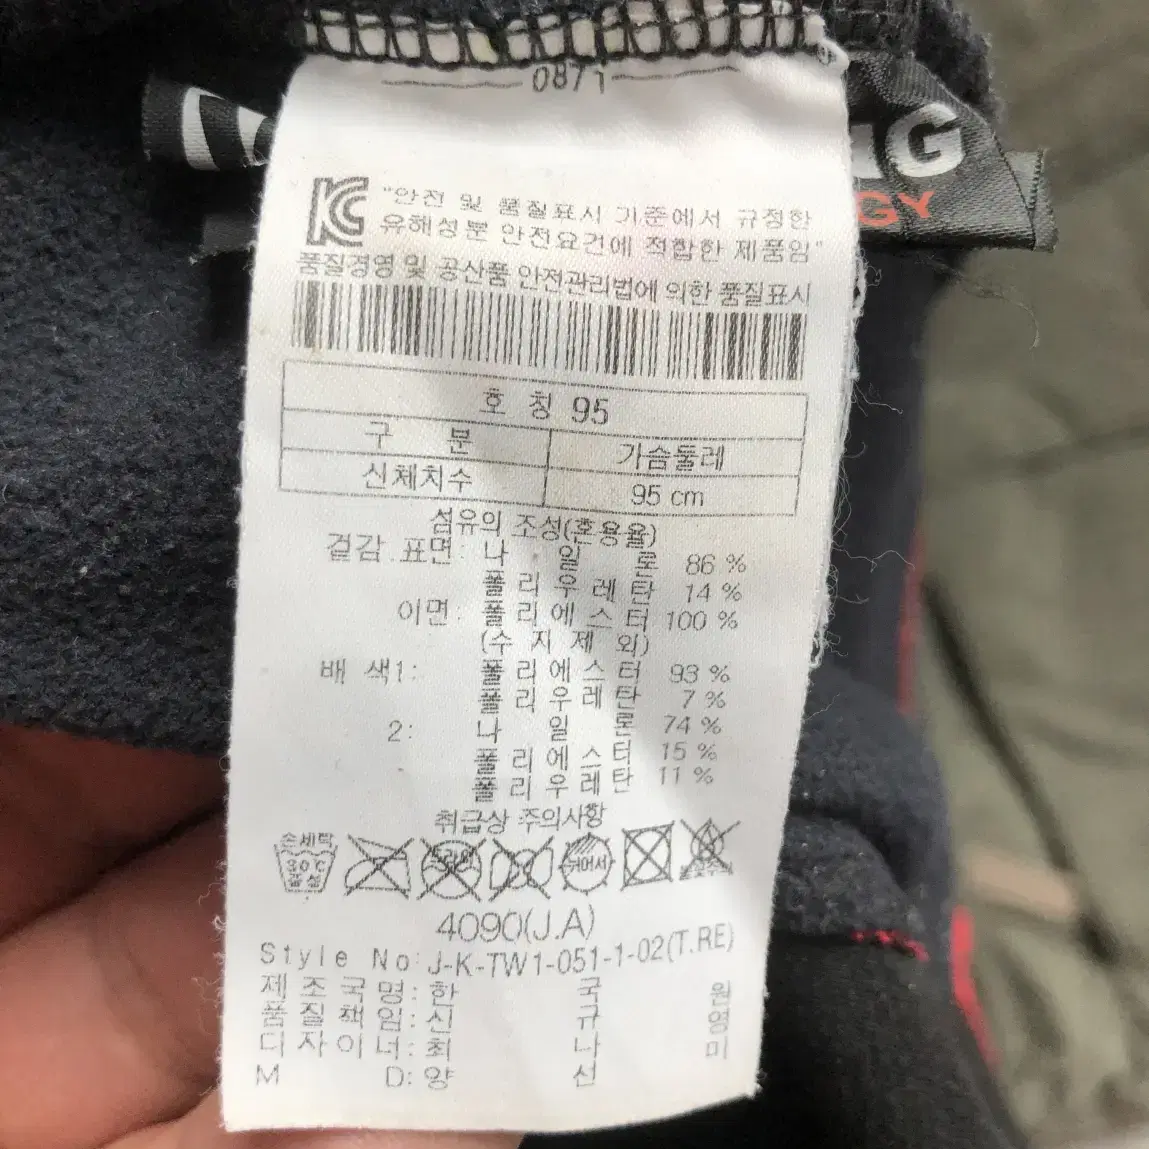 0871
NG
GY
KC
"안전 및 품질표시 기준에서 규정한
유해성분 안전요건에 적합한 제품임"
품질경영 및 공산품 안전관리법에 의한 품질표시
호 칭 95
구 분 가슴둘레
신체치수 95 cm
섬유의 조성(혼용율)
겉감 표면: 나 일 론 86 %
폴 리 우 레 탄 14 %
이면: 폴 리 에 스 터 100 %
(수 지 제 외)
배 색1: 폴 리 에 스 터 93 %
폴 리 우 레 탄 7 %
2: 나 일 론 74 %
폴 리 에 스 터 15 %
폴 리 우 레 탄 11 %
취급상 주의사항
손세탁
30℃
중성
뉘어서
4090(J.A)
Style No: J-K-TW1-051-1-02(T.RE)
제 조 국 명: 한 국
품 질 책 임: 신 규 원
디 자 이 너: 최 나 영
M D: 양 선 미